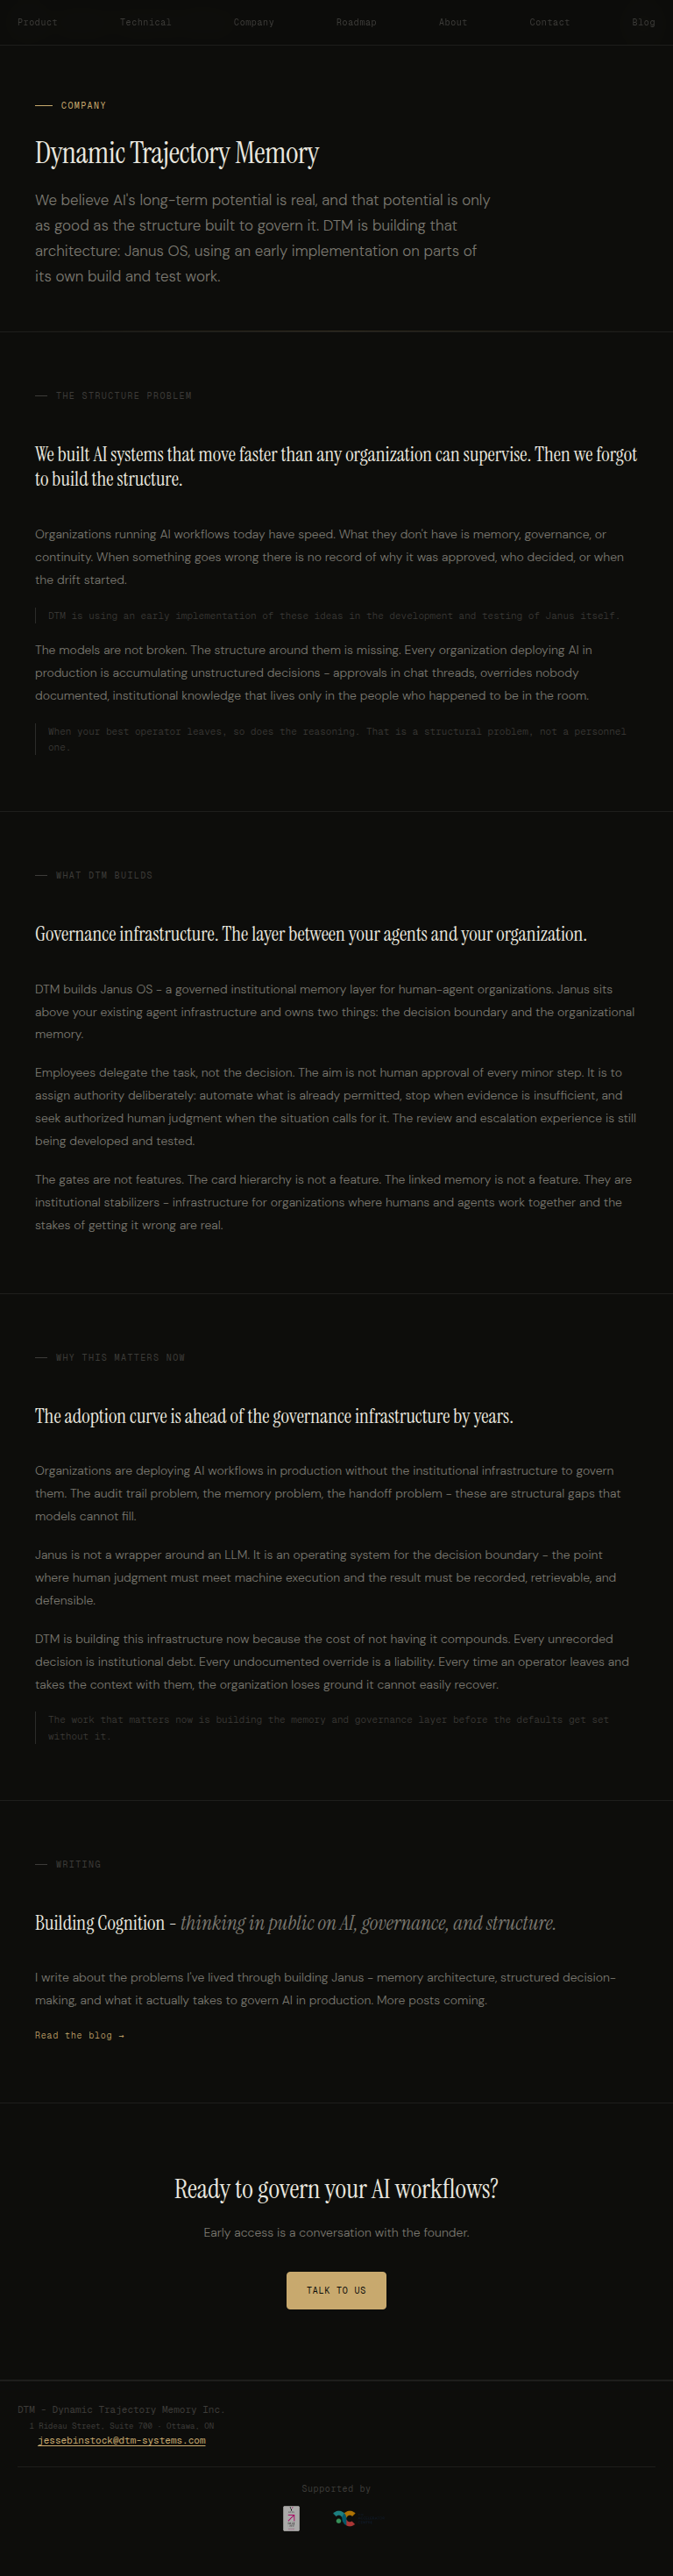 Product Technical Company Roadmap About Contact Blog
COMPANY
Dynamic Trajectory Memory
We believe AI's long-term potential is real, and that potential is only
as good as the structure built to govern it. DTM is building that
architecture: Janus OS, using an early implementation on parts of
its own build and test work.
THE STRUCTURE PROBLEM
We built AI systems that move faster than any organization can supervise. Then we forgot
to build the structure.
Organizations running AI workflows today have speed. What they don't have is memory, governance, or
continuity. When something goes wrong there is no record of why it was approved, who decided, or when
the drift started.
DTM is using an early implementation of these ideas in the development and testing of Janus itself.
The models are not broken. The structure around them is missing. Every organization deploying AI in
production is accumulating unstructured decisions - approvals in chat threads, overrides nobody
documented, institutional knowledge that lives only in the people who happened to be in the room.
When your best operator leaves, so does the reasoning. That is a structural problem, not a personnel
one.
WHAT DTM BUILDS
Governance infrastructure. The layer between your agents and your organization.
DTM builds Janus OS - a governed institutional memory layer for human-agent organizations. Janus sits
above your existing agent infrastructure and owns two things: the decision boundary and the organizational
memory.
Employees delegate the task, not the decision. The aim is not human approval of every minor step. It is to
assign authority deliberately: automate what is already permitted, stop when evidence is insufficient, and
seek authorized human judgment when the situation calls for it. The review and escalation experience is still
being developed and tested.
The gates are not features. The card hierarchy is not a feature. The linked memory is not a feature. They are
institutional stabilizers - infrastructure for organizations where humans and agents work together and the
stakes of getting it wrong are real.
WHY THIS MATTERS NOW
The adoption curve is ahead of the governance infrastructure by years.
Organizations are deploying AI workflows in production without the institutional infrastructure to govern
them. The audit trail problem, the memory problem, the handoff problem - these are structural gaps that
models cannot fill.
Janus is not a wrapper around an LLM. It is an operating system for the decision boundary - the point
where human judgment must meet machine execution and the result must be recorded, retrievable, and
defensible.
DTM is building this infrastructure now because the cost of not having it compounds. Every unrecorded
decision is institutional debt. Every undocumented override is a liability. Every time an operator leaves and
takes the context with them, the organization loses ground it cannot easily recover.
The work that matters now is building the memory and governance layer before the defaults get set
without it.
WRITING
Building Cognition - thinking in public on AI, governance, and structure.
I write about the problems I've lived through building Janus - memory architecture, structured decision-
making, and what it actually takes to govern AI in production. More posts coming.
Read the blog →
Ready to govern your AI workflows?
Early access is a conversation with the founder.
TALK TO US
DTM - Dynamic Trajectory Memory Inc.
1 Rideau Street, Suite 700 · Ottawa, ON
jessebinstock@dtm-systems.com
Supported by